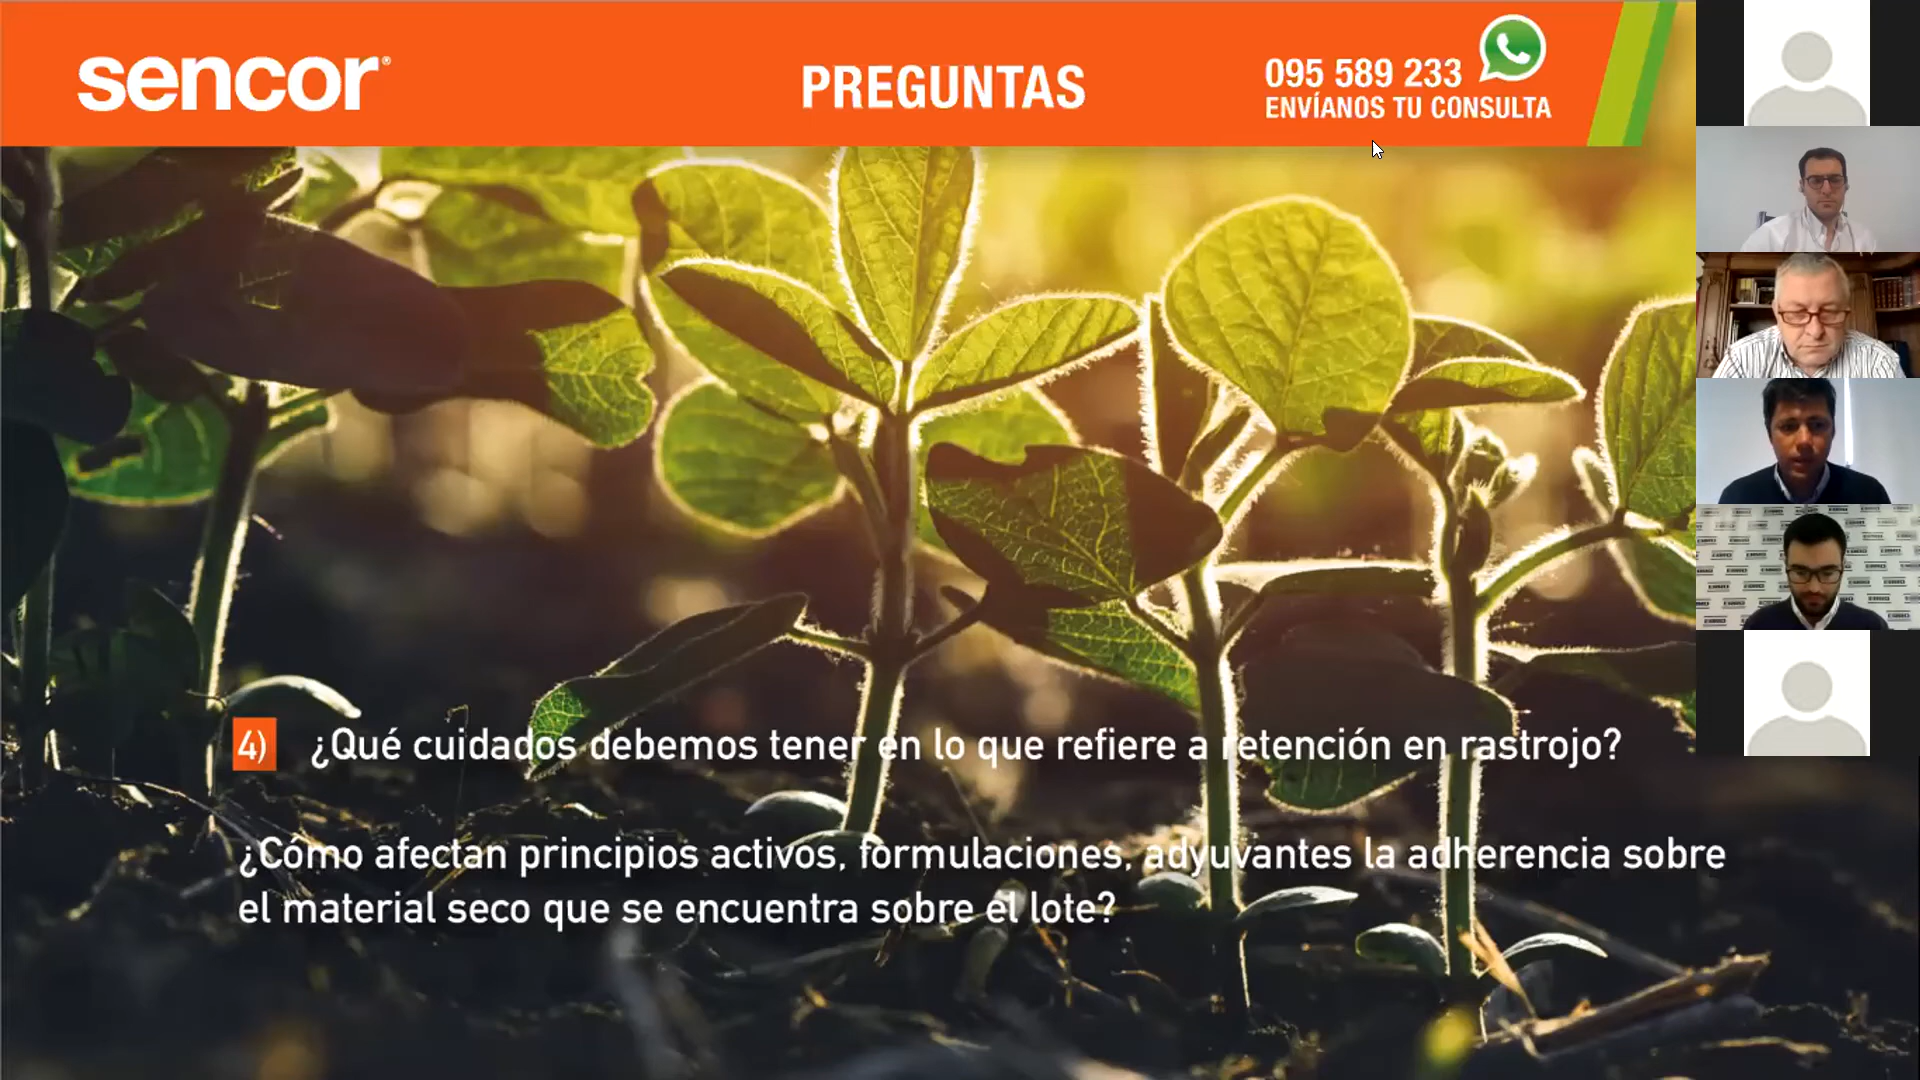 sencor®
PREGUNTAS
095 589 233
ENVÍANOS TU CONSULTA
4) ¿Qué cuidados debemos tener en lo que refiere a retención en rastrojo?
¿Cómo afectan principios activos, formulaciones, adyuvantes la adherencia sobre
el material seco que se encuentra sobre el lote?